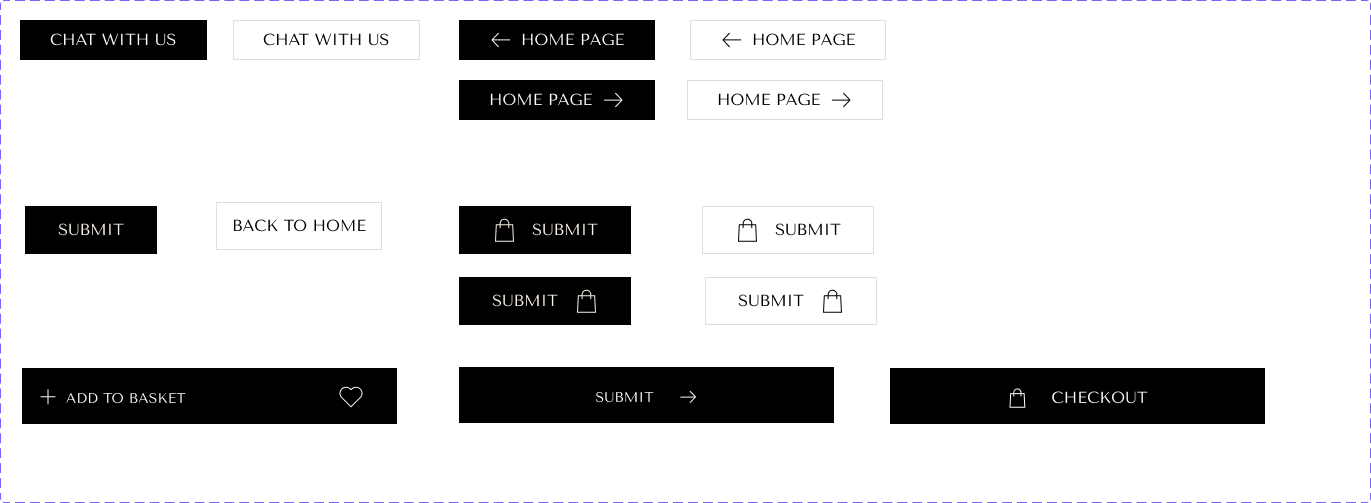 CHAT WITH US
CHAT WITH US
HOME PAGE
HOME PAGE
HOME PAGE
HOME PAGE
SUBMIT
BACK TO HOME
SUBMIT
SUBMIT
SUBMIT
SUBMIT
ADD TO BASKET
SUBMIT
CHECKOUT